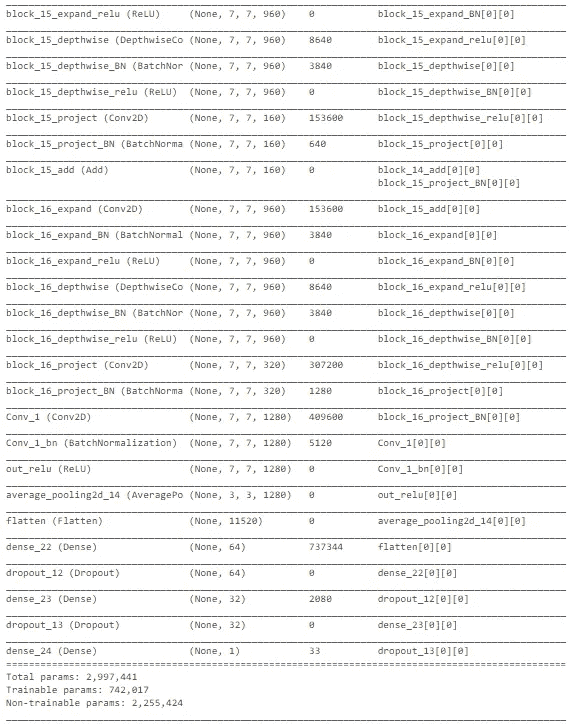 block_15_expand_relu (ReLU) (None, 7, 7, 960) 0 block_15_expand_BN[0][0]
block_15_depthwise (DepthwiseCo (None, 7, 7, 960) 8640 block_15_expand_relu[0][0]
block_15_depthwise_BN (BatchNor (None, 7, 7, 960) 3840 block_15_depthwise[0][0]
block_15_depthwise_relu (ReLU) (None, 7, 7, 960) 0 block_15_depthwise_BN[0][0]
block_15_project (Conv2D) (None, 7, 7, 160) 153600 block_15_depthwise_relu[0][0]
block_15_project_BN (BatchNorma (None, 7, 7, 160) 640 block_15_project[0][0]
block_15_add (Add) (None, 7, 7, 160) 0 block_14_add[0][0]
block_15_project_BN[0][0]
block_16_expand (Conv2D) (None, 7, 7, 960) 153600 block_15_add[0][0]
block_16_expand_BN (BatchNormal (None, 7, 7, 960) 3840 block_16_expand[0][0]
block_16_expand_relu (ReLU) (None, 7, 7, 960) 0 block_16_expand_BN[0][0]
block_16_depthwise (DepthwiseCo (None, 7, 7, 960) 8640 block_16_expand_relu[0][0]
block_16_depthwise_BN (BatchNor (None, 7, 7, 960) 3840 block_16_depthwise[0][0]
block_16_depthwise_relu (ReLU) (None, 7, 7, 960) 0 block_16_depthwise_BN[0][0]
block_16_project (Conv2D) (None, 7, 7, 320) 307200 block_16_depthwise_relu[0][0]
block_16_project_BN (BatchNorma (None, 7, 7, 320) 1280 block_16_project[0][0]
Conv_1 (Conv2D) (None, 7, 7, 1280) 409600 block_16_project_BN[0][0]
Conv_1_bn (BatchNormalization) (None, 7, 7, 1280) 5120 Conv_1[0][0]
out_relu (ReLU) (None, 7, 7, 1280) 0 Conv_1_bn[0][0]
average_pooling2d_14 (AveragePo (None, 3, 3, 1280) 0 out_relu[0][0]
flatten (Flatten) (None, 11520) 0 average_pooling2d_14[0][0]
dense_22 (Dense) (None, 64) 737344 flatten[0][0]
dropout_12 (Dropout) (None, 64) 0 dense_22[0][0]
dense_23 (Dense) (None, 32) 2080 dropout_12[0][0]
dropout_13 (Dropout) (None, 32) 0 dense_23[0][0]
dense_24 (Dense) (None, 1) 33 dropout_13[0][0]
Total params: 2,997,441
Trainable params: 742,017
Non-trainable params: 2,255,424